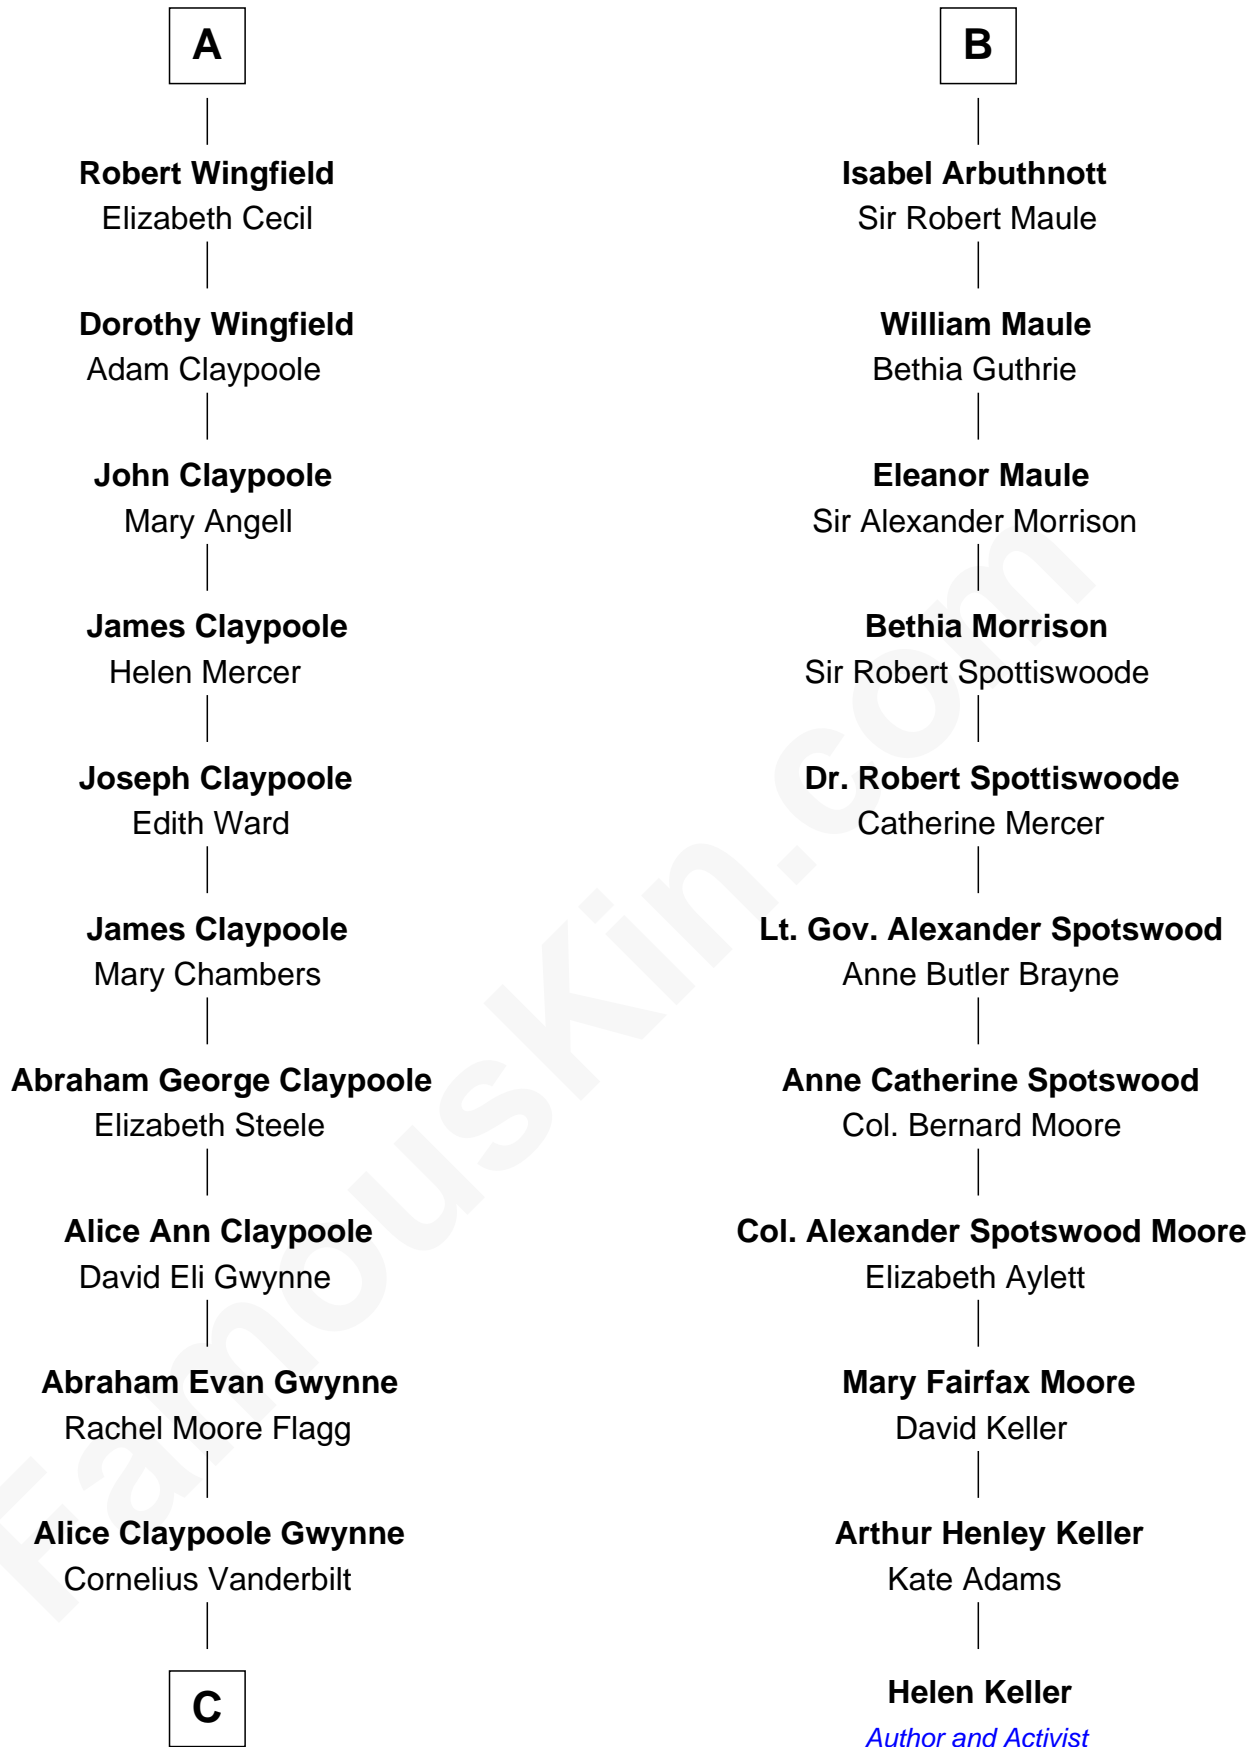 A
Robert Wingfield
Elizabeth Cecil
Dorothy Wingfield
Adam Claypoole
John Claypoole
Mary Angell
James Claypoole
Helen Mercer
Joseph Claypoole
Edith Ward
James Claypoole
Mary Chambers
Abraham George Claypoole
Elizabeth Steele
Alice Ann Claypoole
David Eli Gwynne
Abraham Evan Gwynne
Rachel Moore Flagg
Alice Claypoole Gwynne
Cornelius Vanderbilt
C
B
Isabel Arbuthnott
Sir Robert Maule
William Maule
Bethia Guthrie
Eleanor Maule
Sir Alexander Morrison
Bethia Morrison
Sir Robert Spottiswoode
Dr. Robert Spottiswoode
Catherine Mercer
Lt. Gov. Alexander Spotswood
Anne Butler Brayne
Anne Catherine Spotswood
Col. Bernard Moore
Col. Alexander Spotswood Moore
Elizabeth Aylett
Mary Fairfax Moore
David Keller
Arthur Henley Keller
Kate Adams
Helen Keller
Author and Activist
FamousKin.com